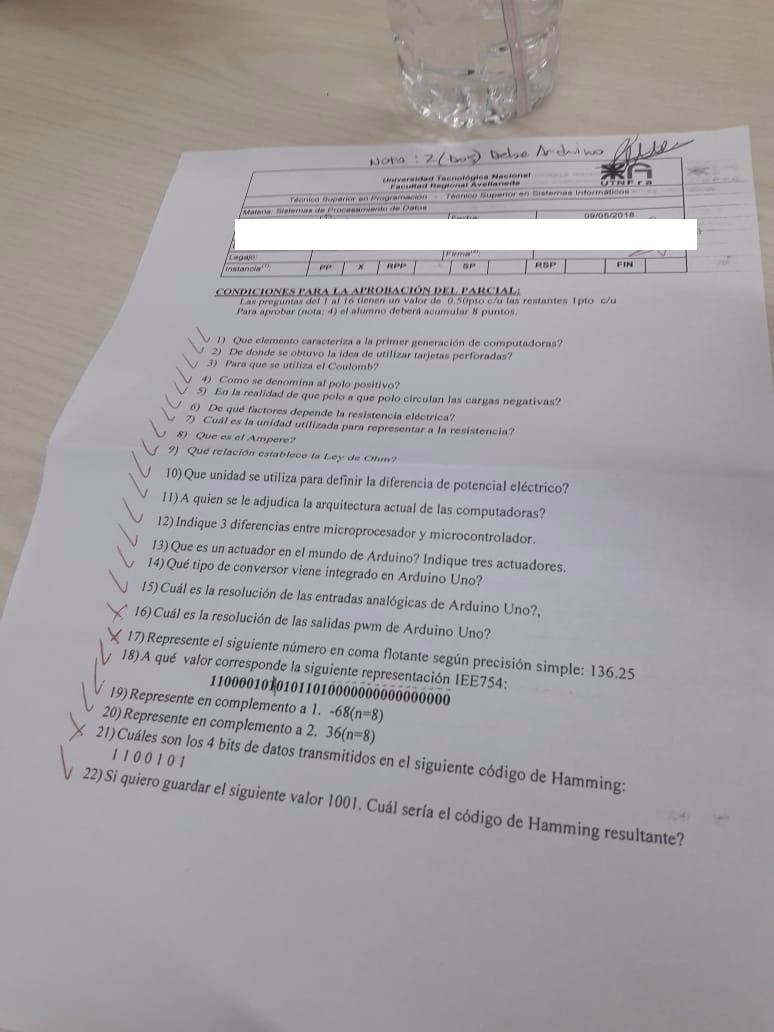 Nota: 2 (Dos) Debe Arduino
Universidad Tecnológica Nacional
Facultad Regional Avellaneda
UTNFra
Técnico Superior en Programación - Técnico Superior en Sistemas Informáticos
Materia: Sistemas de Procesamiento de Datos
09/05/2018
Legajo: Firma
Instancia PP X RPP SP RSP FIN
CONDICIONES PARA LA APROBACIÓN DEL PARCIAL:
Las preguntas del 1 al 16 tienen un valor de 0,50pto c/u las restantes 1pto c/u
Para aprobar (nota: 4) el alumno deberá acumular 8 puntos.
1) Que elemento caracteriza a la primera generación de computadoras?
2) De donde se obtuvo la idea de utilizar tarjetas perforadas?
3) Para que se utiliza el Coulomb?
4) Como se denomina al polo positivo?
5) En la realidad de que polo a que polo circulan las cargas negativas?
6) De qué factores depende la resistencia eléctrica?
7) Cuál es la unidad utilizada para representar a la resistencia?
8) Que es el Ampere?
9) Qué relación establece la Ley de Ohm?
10) Que unidad se utiliza para definir la diferencia de potencial eléctrico?
11) A quien se le adjudica la arquitectura actual de las computadoras?
12) Indique 3 diferencias entre microprocesador y microcontrolador.
13) Que es un actuador en el mundo de Arduino? Indique tres actuadores.
14) Qué tipo de conversor viene integrado en Arduino Uno?
15) Cuál es la resolución de las entradas analógicas de Arduino Uno?,
16) Cuál es la resolución de las salidas pwm de Arduino Uno?
17) Represente el siguiente número en coma flotante según precisión simple: 136.25
18) A qué valor corresponde la siguiente representación IEE754:
11000010101011010000000000000000
19) Represente en complemento a 1. -68(n=8)
20) Represente en complemento a 2. 36(n=8)
21) Cuáles son los 4 bits de datos transmitidos en el siguiente código de Hamming:
1 1 0 0 1 0 1
22) Si quiero guardar el siguiente valor 1001. Cuál sería el código de Hamming resultante?